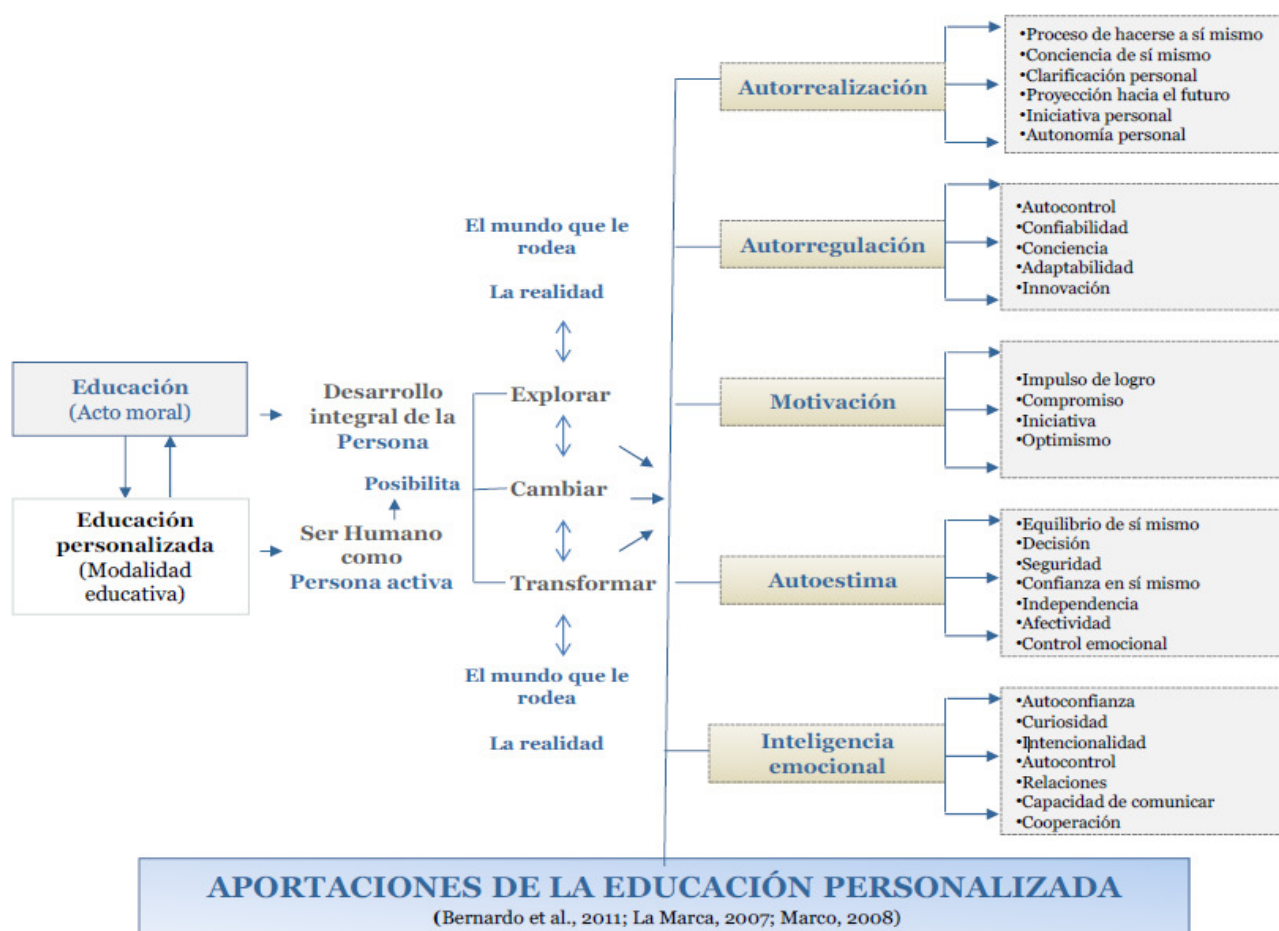 Educación
(Acto moral)
Educación
personalizada
(Modalidad
educativa)
Desarrollo
integral de la
Persona
Posibilita
Ser Humano
como
Persona activa
El mundo que le
rodea
La realidad
Explorar
Cambiar
Transformar
El mundo que le
rodea
La realidad
Autorrealización
•Proceso de hacerse a sí mismo
•Conciencia de sí mismo
•Clarificación personal
•Proyección hacia el futuro
•Iniciativa personal
•Autonomía personal
Autorregulación
•Autocontrol
•Confiabilidad
•Conciencia
•Adaptabilidad
•Innovación
Motivación
•Impulso de logro
•Compromiso
•Iniciativa
•Optimismo
Autoestima
•Equilibrio de sí mismo
•Decisión
•Seguridad
•Confianza en sí mismo
•Independencia
•Afectividad
•Control emocional
Inteligencia
emocional
•Autoconfianza
•Curiosidad
•Intencionalidad
•Autocontrol
•Relaciones
•Capacidad de comunicar
•Cooperación
APORTACIONES DE LA EDUCACIÓN PERSONALIZADA
(Bernardo et al., 2011; La Marca, 2007; Marco, 2008)